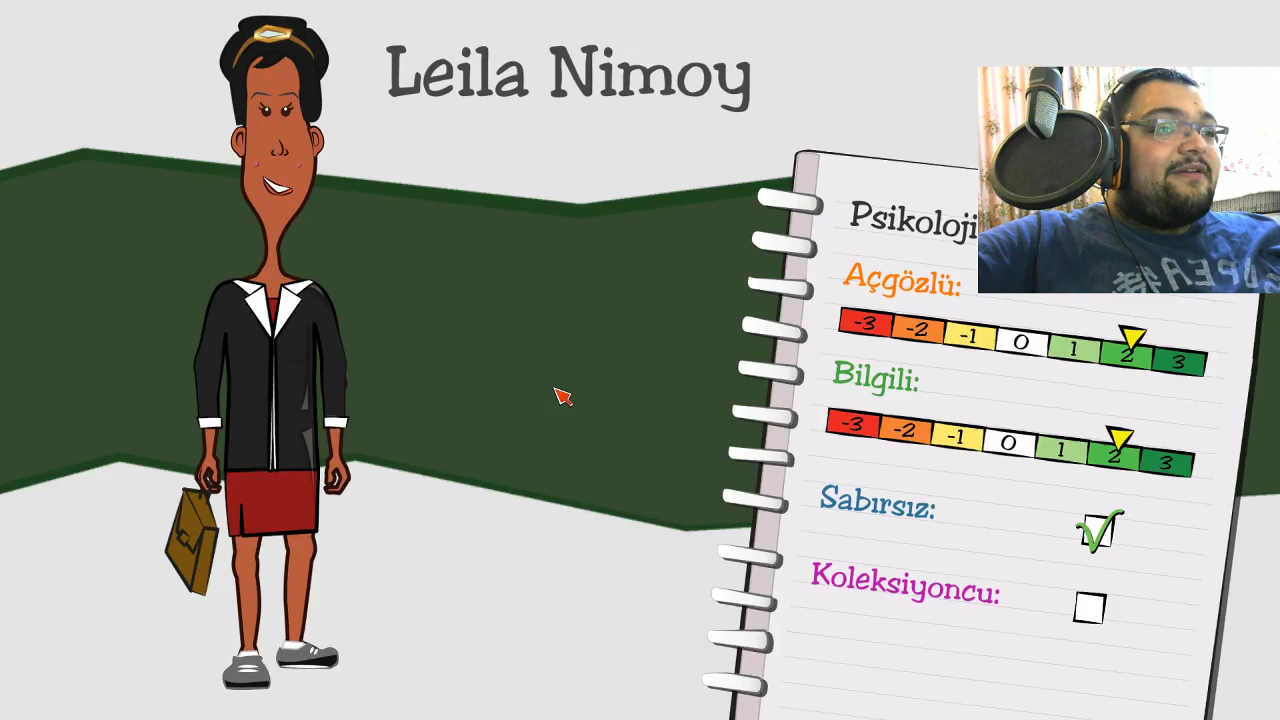 Leila Nimoy
Psikoloji
Açgözlü:
-3 -2 -1 0 1 2 3
Bilgili:
-3 -2 -1 0 1 2 3
Sabırsız:
Koleksiyoncu: